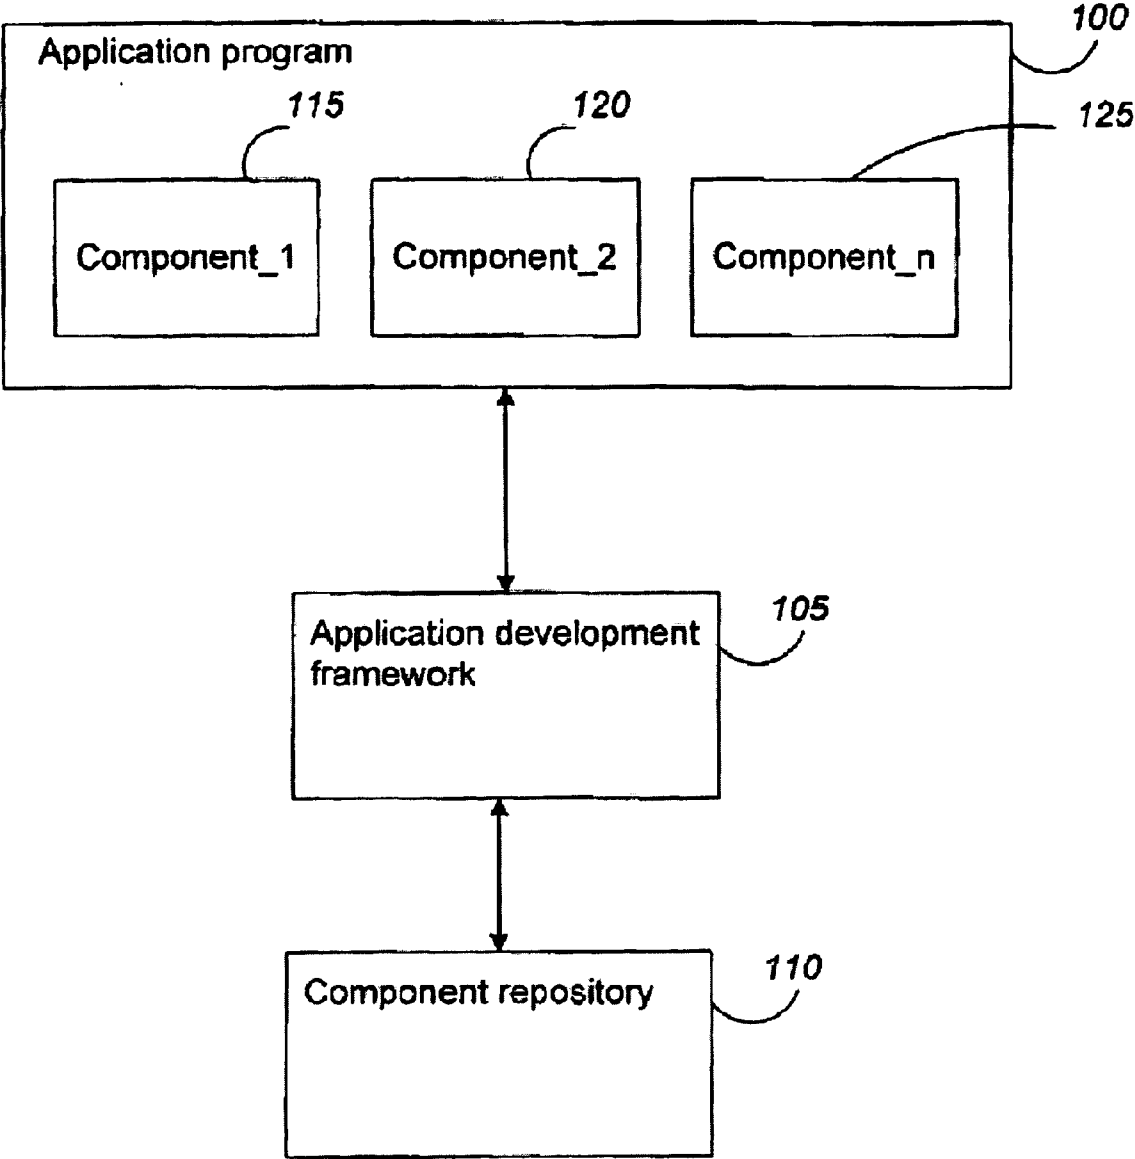 100
Application program
115
120
125
Component_1
Component_2
Component_n
Application development
framework
105
Component repository
110